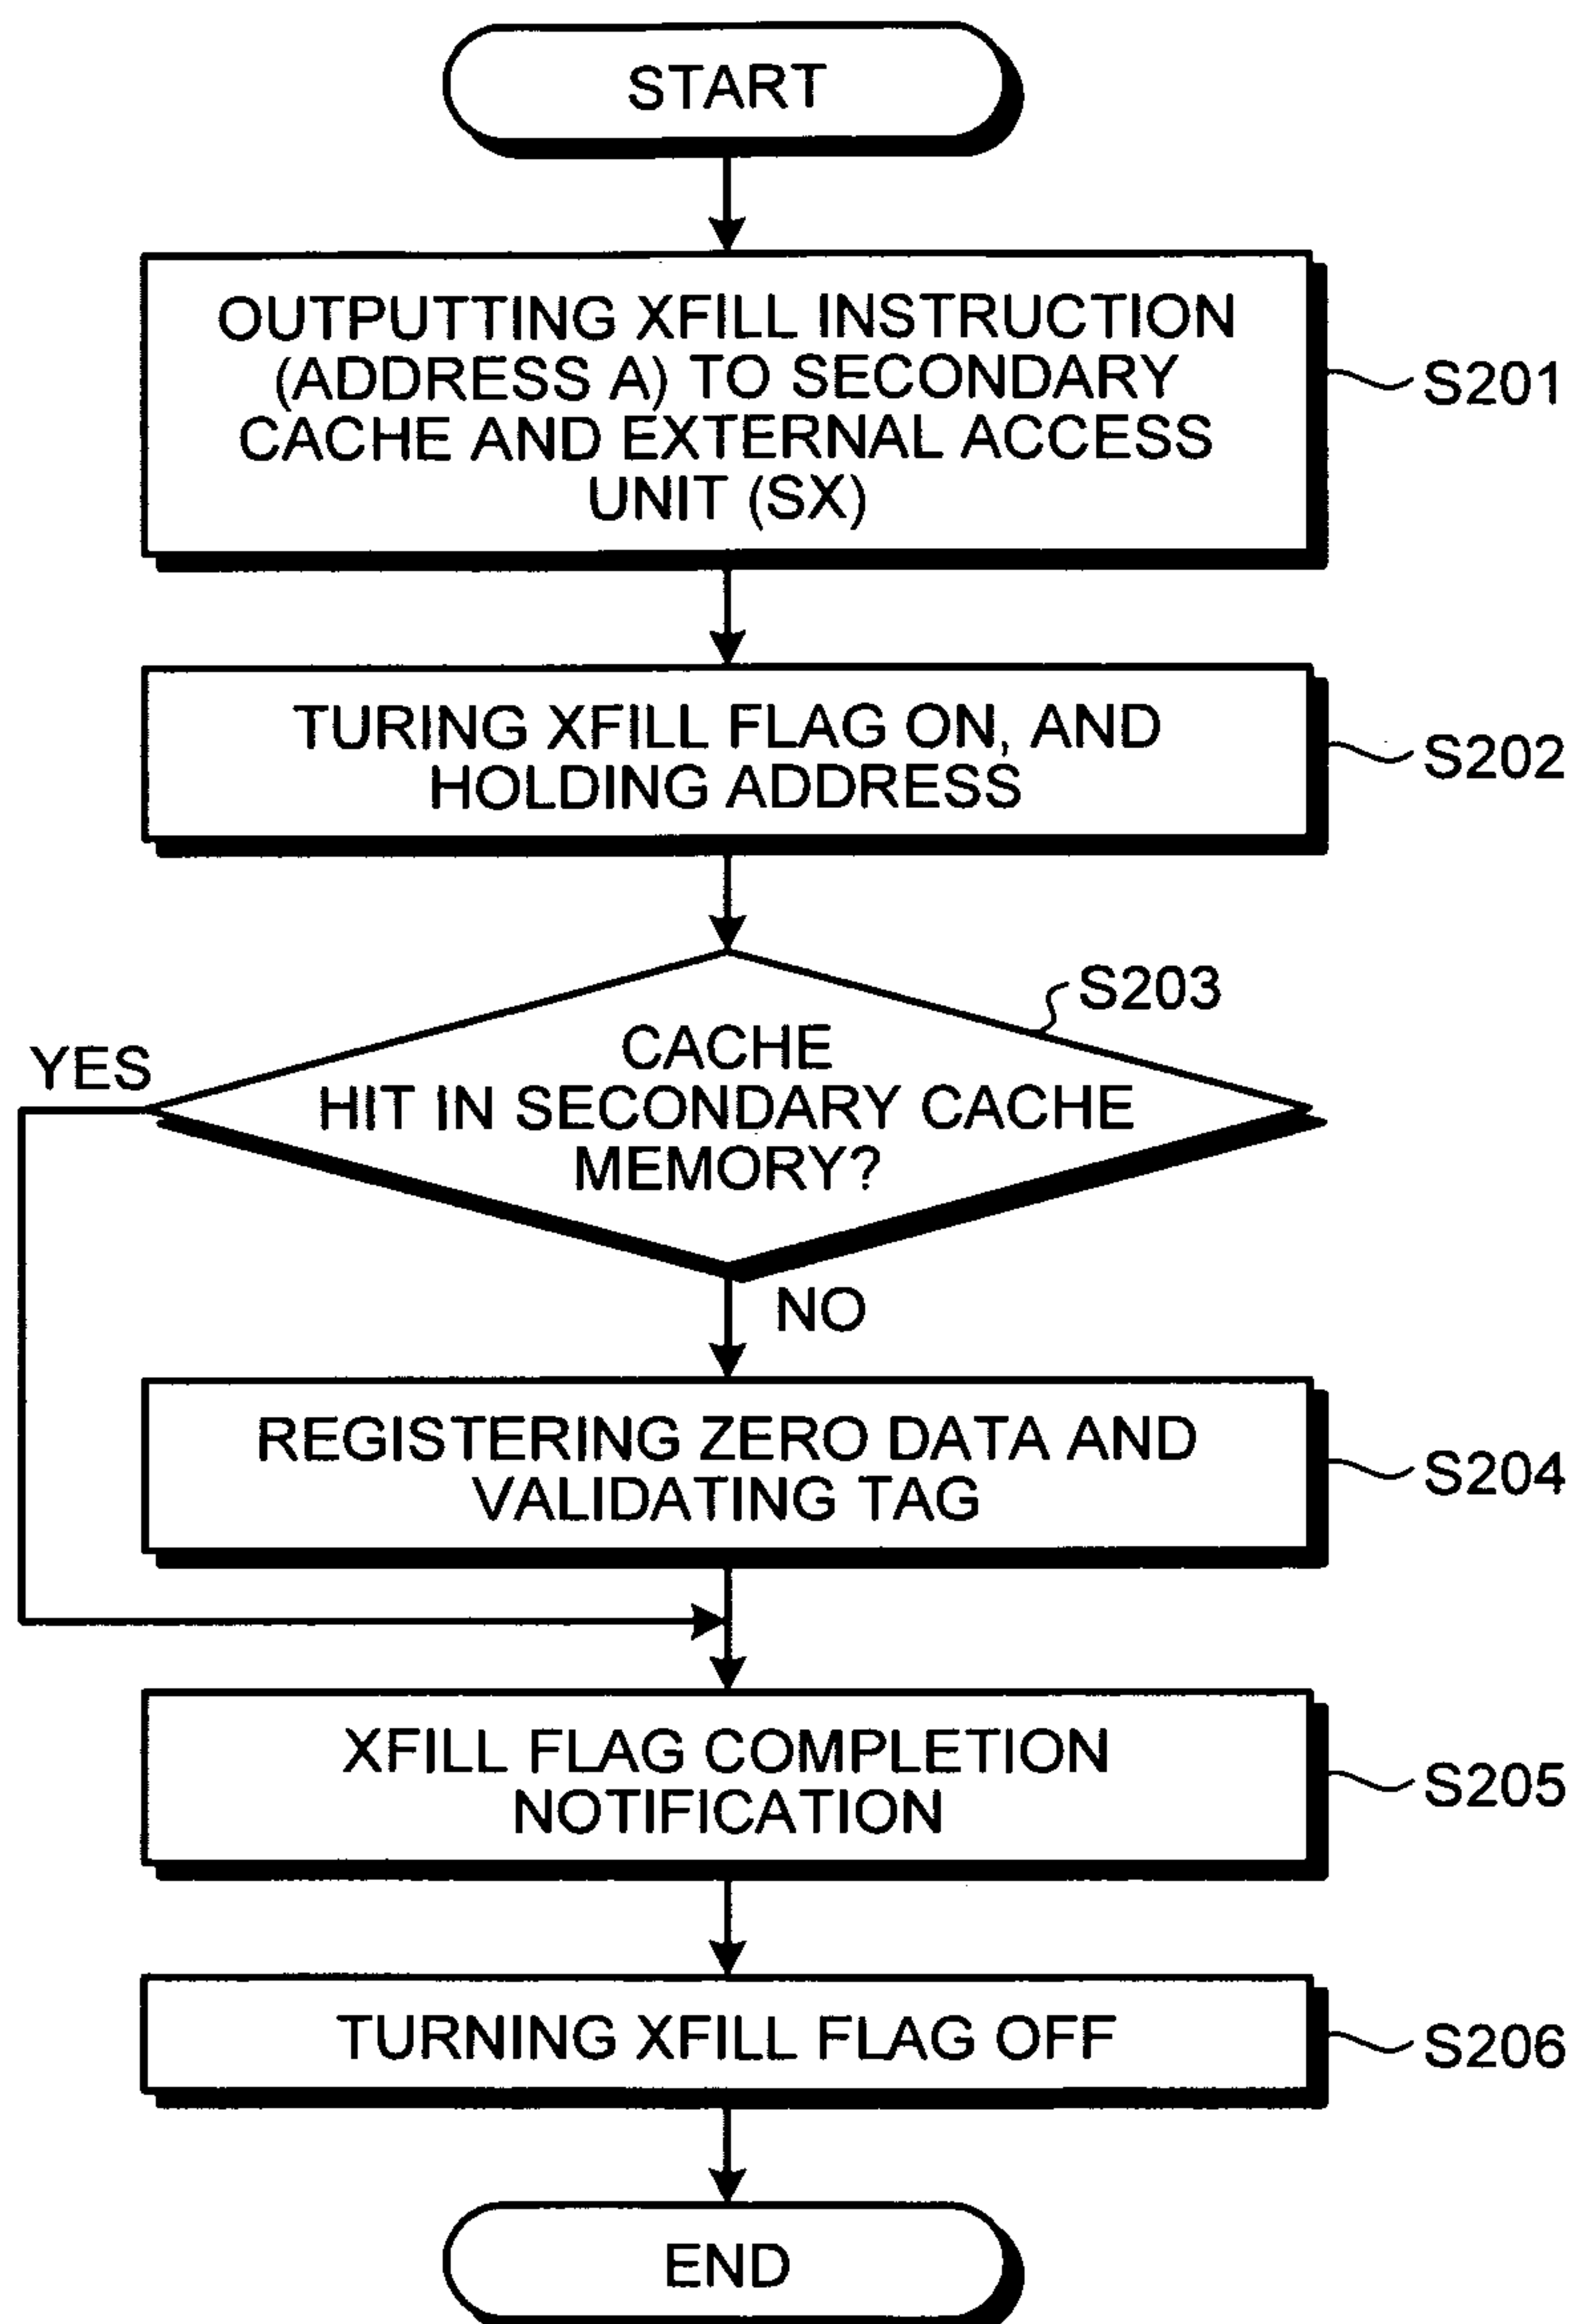 START
OUTPUTTING XFILL INSTRUCTION
(ADDRESS A) TO SECONDARY
CACHE AND EXTERNAL ACCESS
UNIT (SX)
S201
TURING XFILL FLAG ON, AND
HOLDING ADDRESS
S202
S203
CACHE
HIT IN SECONDARY CACHE
MEMORY?
YES
NO
REGISTERING ZERO DATA AND
VALIDATING TAG
S204
XFILL FLAG COMPLETION
NOTIFICATION
S205
TURNING XFILL FLAG OFF
S206
END